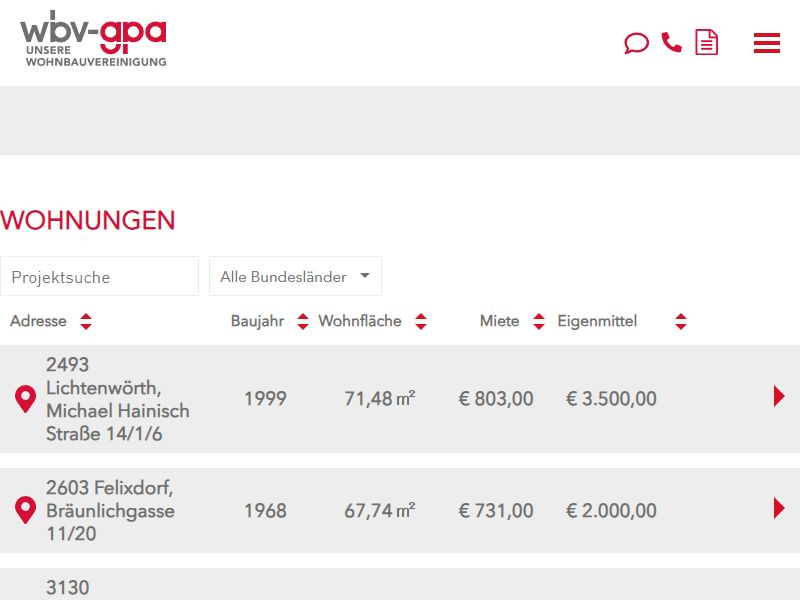 wbv-gpa
UNSERE
WOHNBAUVEREINIGUNG
WOHNUNGEN
Projektsuche
Alle Bundesländer
Adresse Baujahr Wohnfläche Miete Eigenmittel
2493
Lichtenwörth,
Michael Hainisch
Straße 14/1/6
1999 71,48 m² € 803,00 € 3.500,00
2603 Felixdorf,
Bräunlichgasse
11/20
1968 67,74 m² € 731,00 € 2.000,00
3130